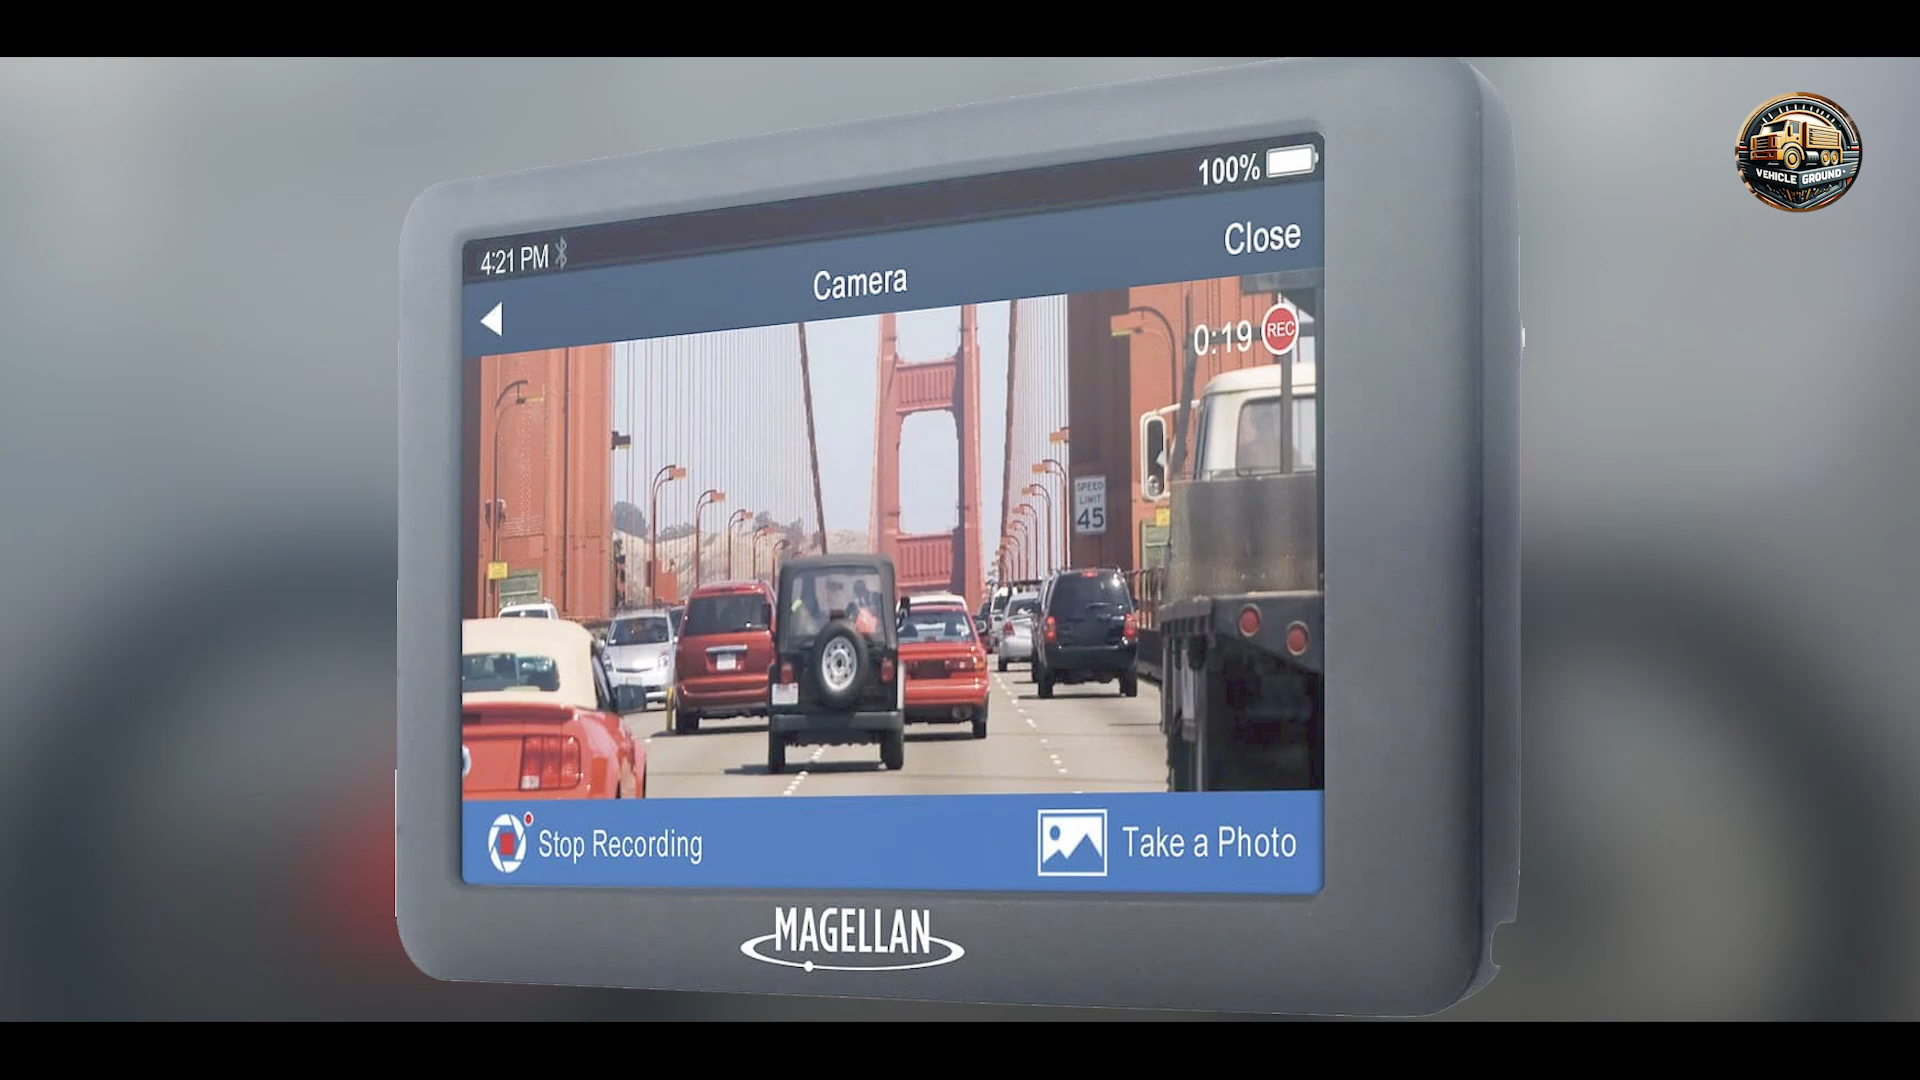 VEHICLE GROUND
100%
4:21 PM
Close
Camera
0:19 REC
SPEED
LIMIT
45
Stop Recording
Take a Photo
MAGELLAN